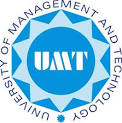 UNIVERSITY OF MANAGEMENT AND TECHNOLOGY
UMT